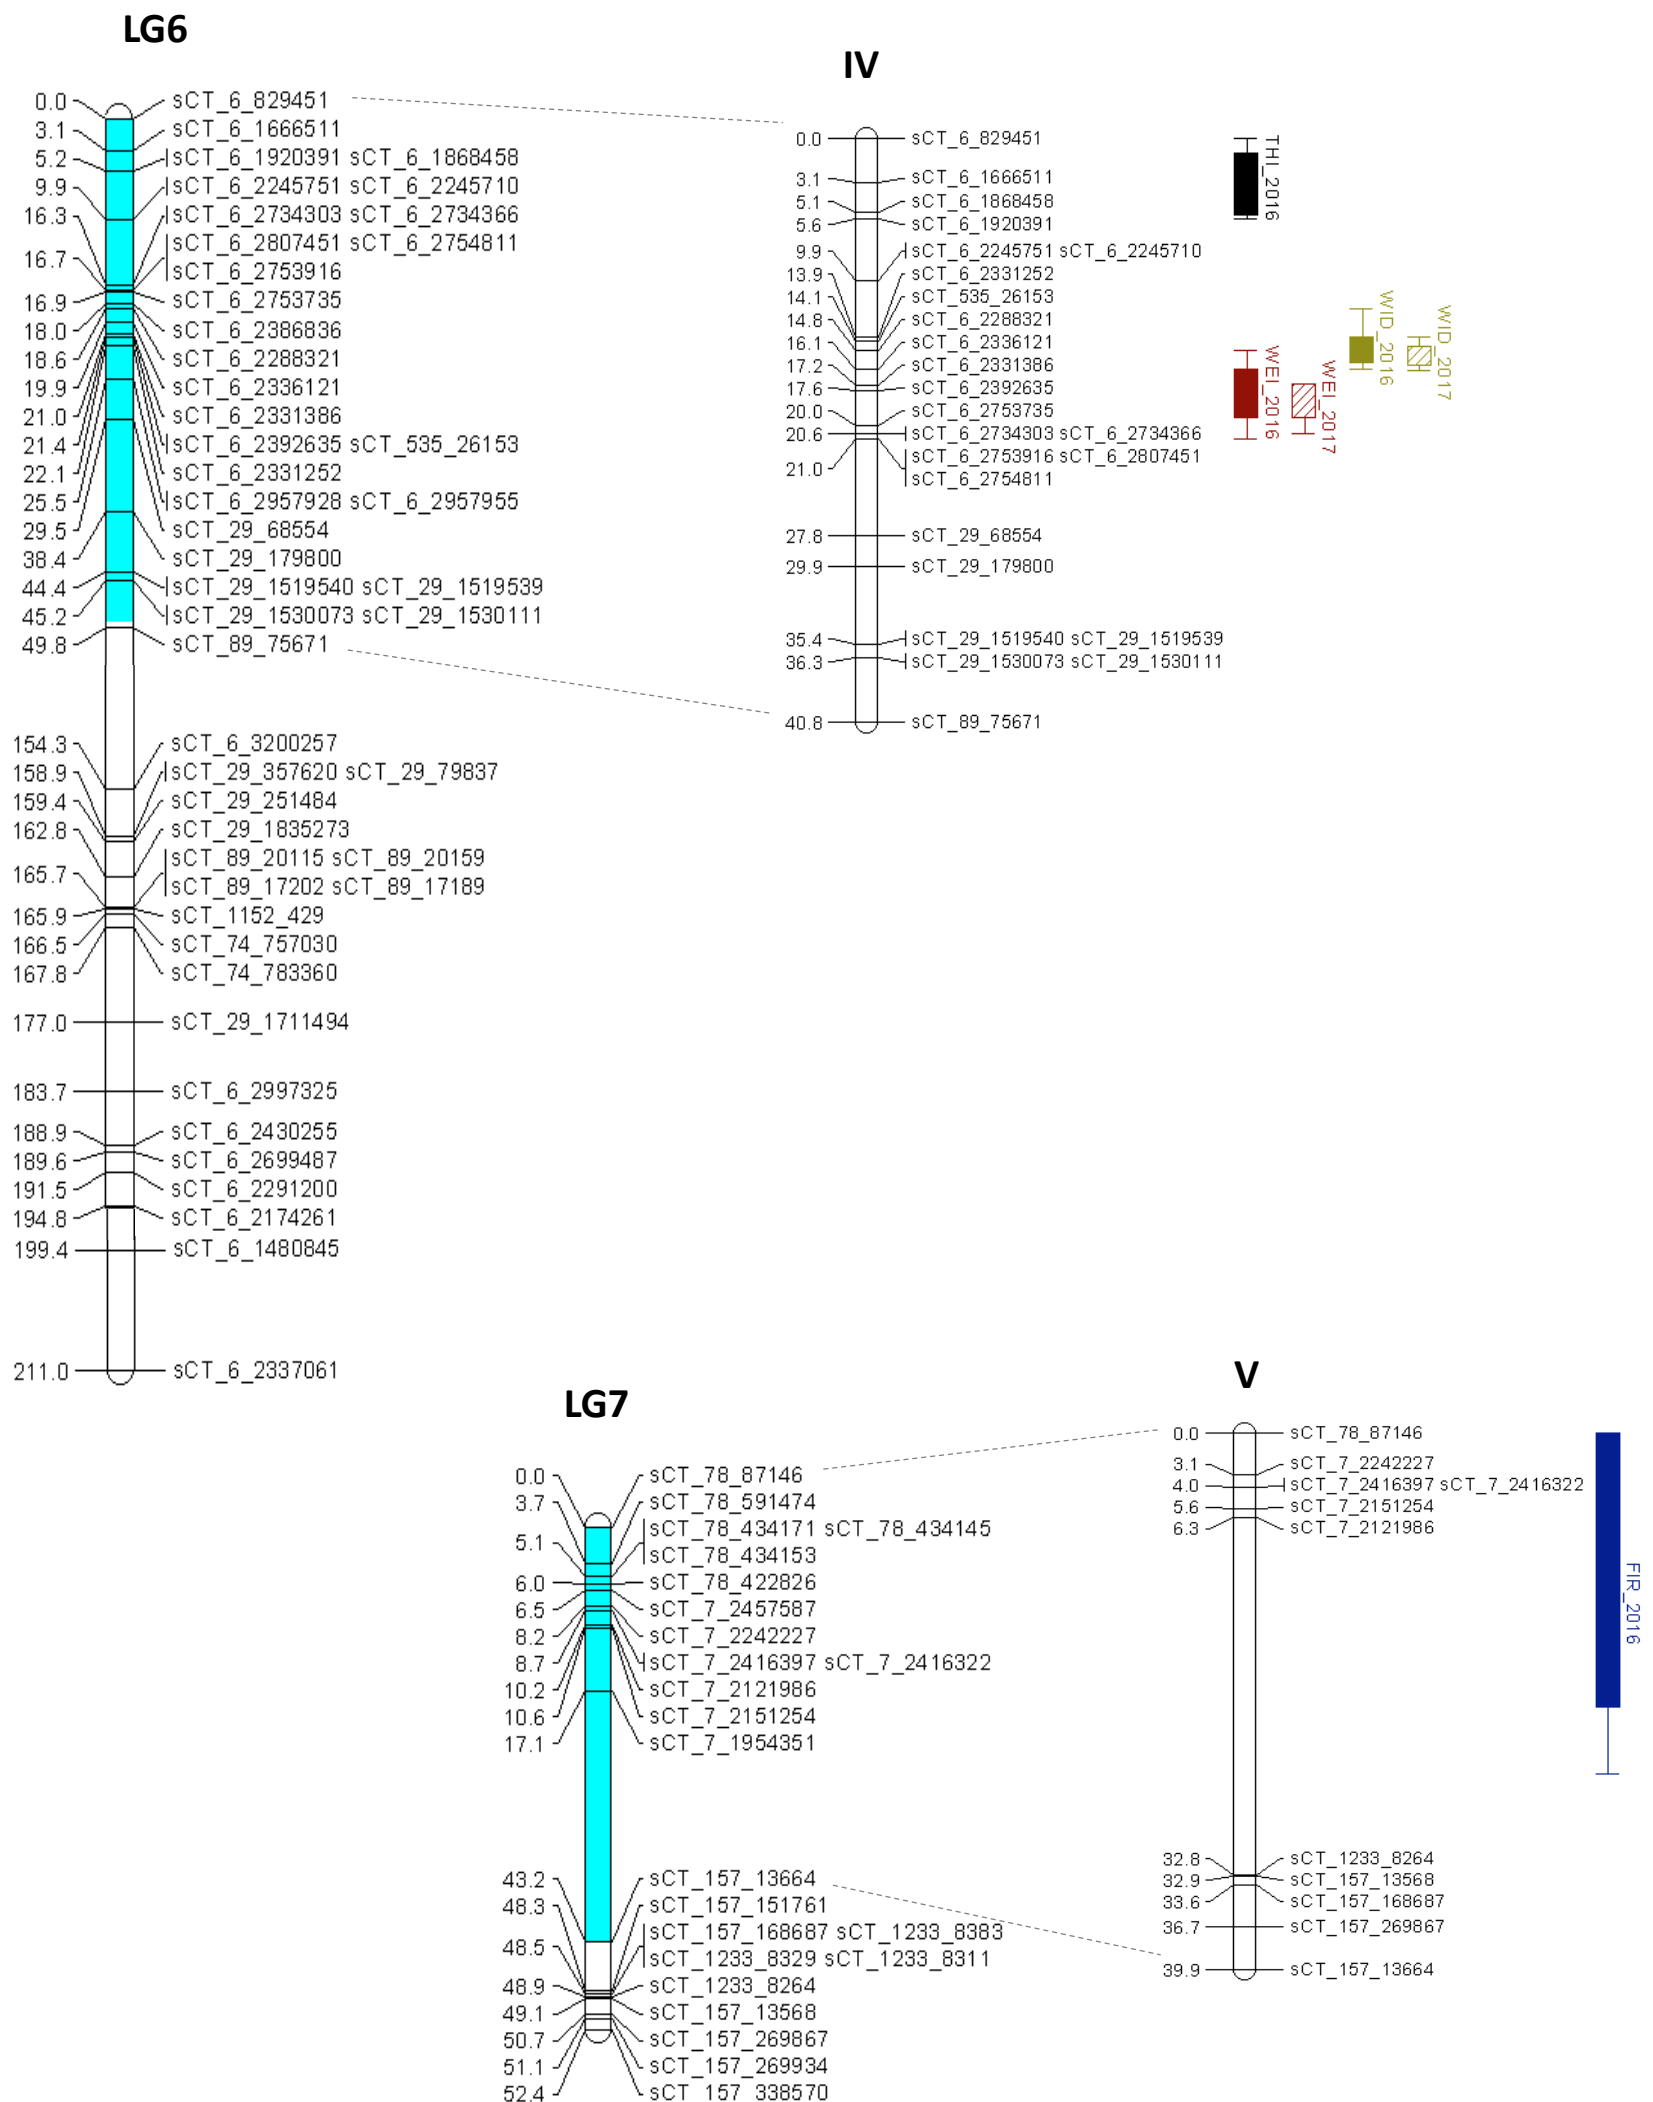 LG6
0.0 sCT_6_829451
3.1 sCT_6_1666511
5.2 sCT_6_1920391 sCT_6_1868458
9.9 sCT_6_2245751 sCT_6_2245710
16.3 sCT_6_2734303 sCT_6_2734366
sCT_6_2807451 sCT_6_2754811
16.7
sCT_6_2753916
16.9 sCT_6_2753735
18.0 sCT_6_2386836
18.6 sCT_6_2288321
19.9 sCT_6_2336121
21.0 sCT_6_2331386
21.4 sCT_6_2392635 sCT_535_26153
22.1 sCT_6_2331252
25.5 sCT_6_2957928 sCT_6_2957955
29.5 sCT_29_68554
38.4 sCT_29_179800
44.4 sCT_29_1519540 sCT_29_1519539
45.2 sCT_29_1530073 sCT_29_1530111
49.8 sCT_89_75671
154.3 sCT_6_3200257
158.9 sCT_29_357620 sCT_29_79837
159.4 sCT_29_251484
162.8 sCT_29_1835273
sCT_89_20115 sCT_89_20159
165.7
sCT_89_17202 sCT_89_17189
165.9 sCT_1152_429
166.5 sCT_74_757030
167.8 sCT_74_783360
177.0 sCT_29_1711494
183.7 sCT_6_2997325
188.9 sCT_6_2430255
189.6 sCT_6_2699487
191.5 sCT_6_2291200
194.8 sCT_6_2174261
199.4 sCT_6_1480845
211.0 sCT_6_2337061
IV
0.0 sCT_6_829451
3.1 sCT_6_1666511
5.1 sCT_6_1868458
5.6 sCT_6_1920391
9.9 sCT_6_2245751 sCT_6_2245710
13.9 sCT_6_2331252
14.1 sCT_535_26153
14.8 sCT_6_2288321
16.1 sCT_6_2336121
17.2 sCT_6_2331386
17.6 sCT_6_2392635
20.0 sCT_6_2753735
20.6 sCT_6_2734303 sCT_6_2734366
sCT_6_2753916 sCT_6_2807451
21.0
sCT_6_2754811
27.8 sCT_29_68554
29.9 sCT_29_179800
35.4 sCT_29_1519540 sCT_29_1519539
36.3 sCT_29_1530073 sCT_29_1530111
40.8 sCT_89_75671
THI_2016
WEI_2016
WEI_2017
WID_2016
WID_2017
LG7
0.0 sCT_78_87146
3.7 sCT_78_591474
sCT_78_434171 sCT_78_434145
5.1
sCT_78_434153
6.0 sCT_78_422826
6.5 sCT_7_2457587
8.2 sCT_7_2242227
8.7 sCT_7_2416397 sCT_7_2416322
10.2 sCT_7_2121986
10.6 sCT_7_2151254
17.1 sCT_7_1954351
43.2 sCT_157_13664
48.3 sCT_157_151761
sCT_157_168687 sCT_1233_8383
48.5
sCT_1233_8329 sCT_1233_8311
48.9 sCT_1233_8264
49.1 sCT_157_13568
50.7 sCT_157_269867
51.1 sCT_157_269934
52.4 sCT_157_338570
V
0.0 sCT_78_87146
3.1 sCT_7_2242227
4.0 sCT_7_2416397 sCT_7_2416322
5.6 sCT_7_2151254
6.3 sCT_7_2121986
32.8 sCT_1233_8264
32.9 sCT_157_13568
33.6 sCT_157_168687
36.7 sCT_157_269867
39.9 sCT_157_13664
FIR_2016